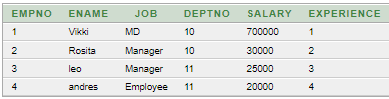 EMPNO ENAME JOB DEPTNO SALARY EXPERIENCE
1 Vikki MD 10 700000 1
2 Rosita Manager 10 30000 2
3 leo Manager 11 25000 3
4 andres Employee 11 20000 4